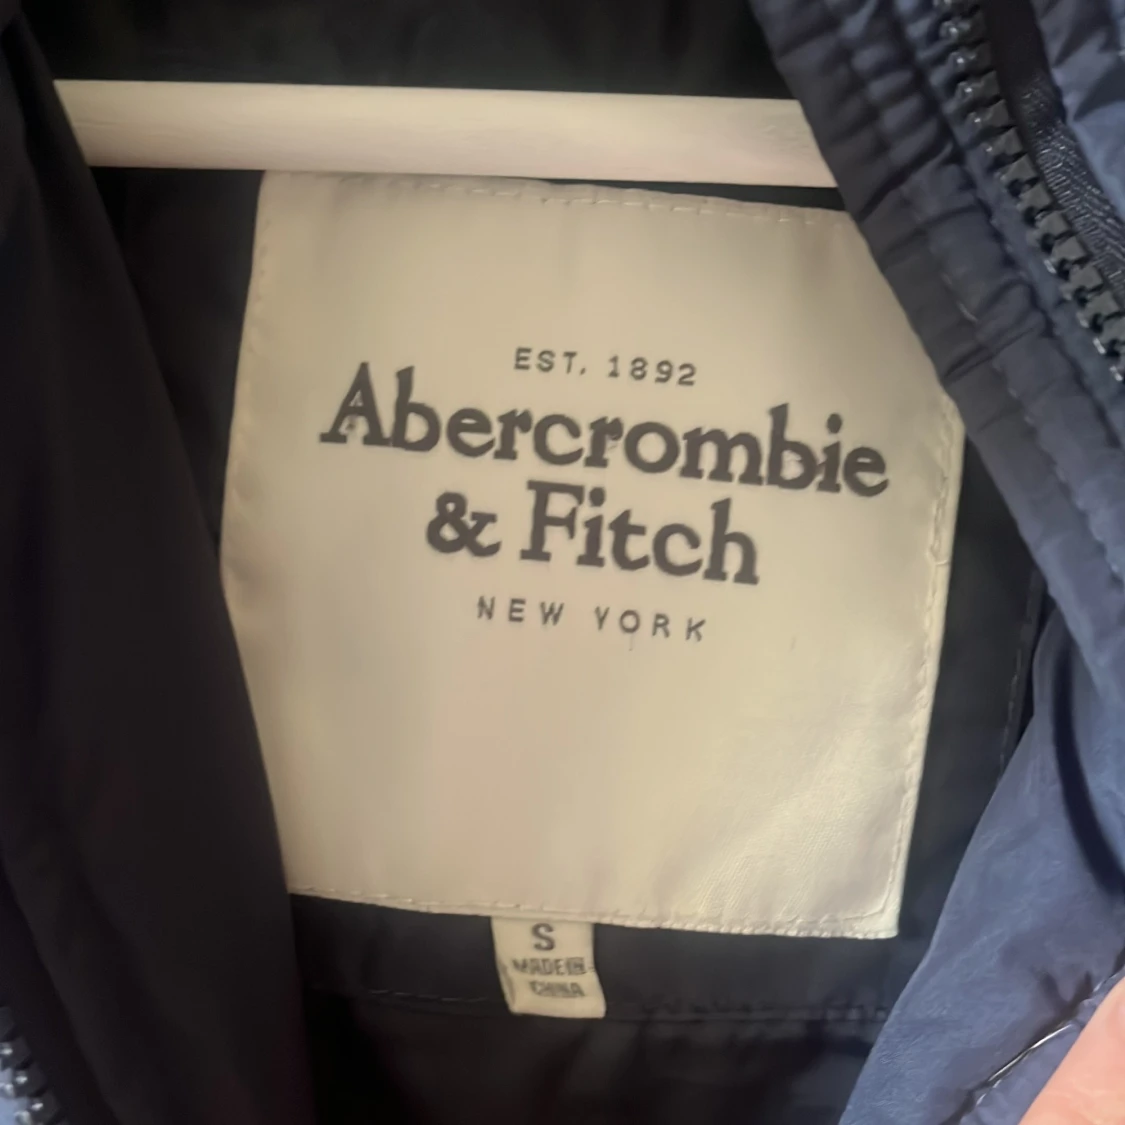 EST. 1892
Abercrombie
& Fitch
NEW YORK
S
MADE IN
CHINA